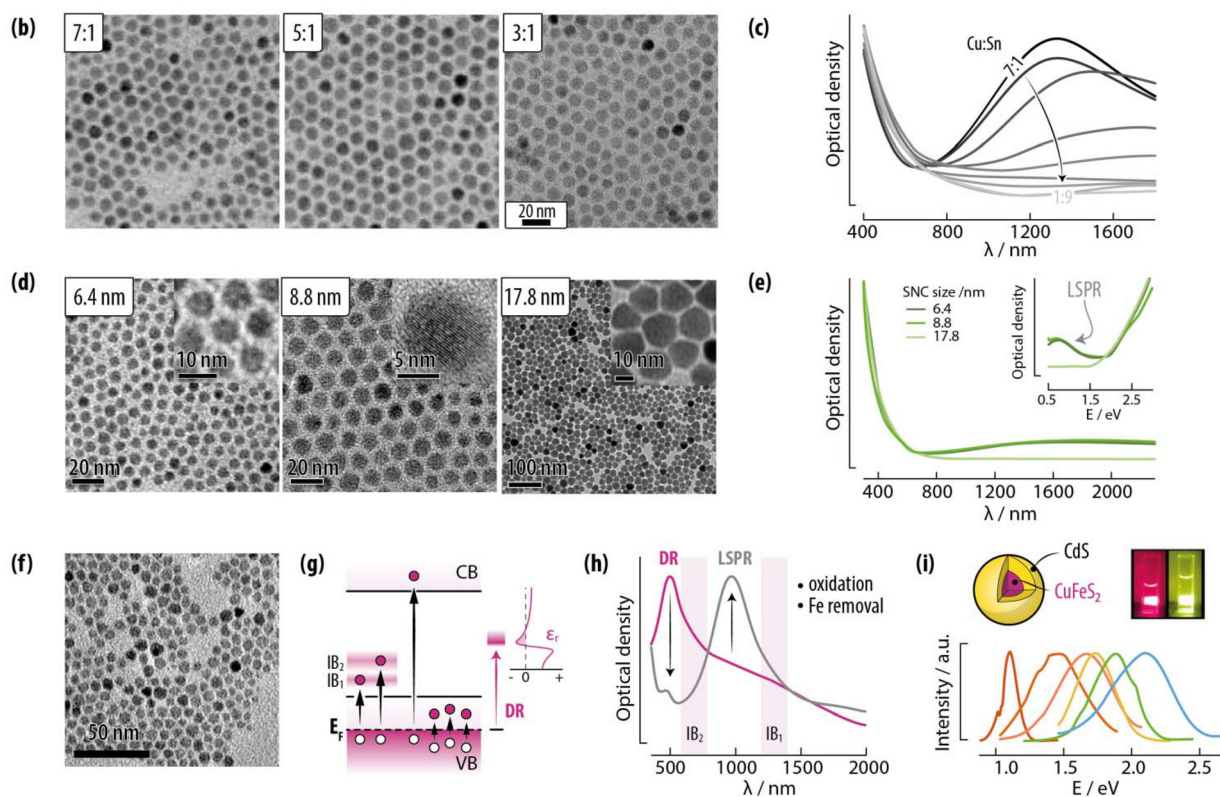 (b)
7:1
5:1
3:1
20 nm
(c)
Cu:Sn
7:1
1:9
Optical density
400
800
1200
1600
λ / nm
(d)
6.4 nm
10 nm
20 nm
8.8 nm
5 nm
20 nm
17.8 nm
10 nm
100 nm
(e)
SNC size /nm
6.4
8.8
17.8
Optical density
400
800
1200
1600
2000
λ / nm
LSPR
Optical density
0.5
1.5
2.5
E / eV
(f)
50 nm
(g)
CB
IB₂
IB₁
E_F
VB
DR
εᵣ
- 0 +
(h)
DR
LSPR
• oxidation
• Fe removal
Optical density
IB₂
IB₁
500
1000
1500
2000
λ / nm
(i)
CdS
CuFeS₂
Intensity / a.u.
1.0
1.5
2.0
2.5
E / eV